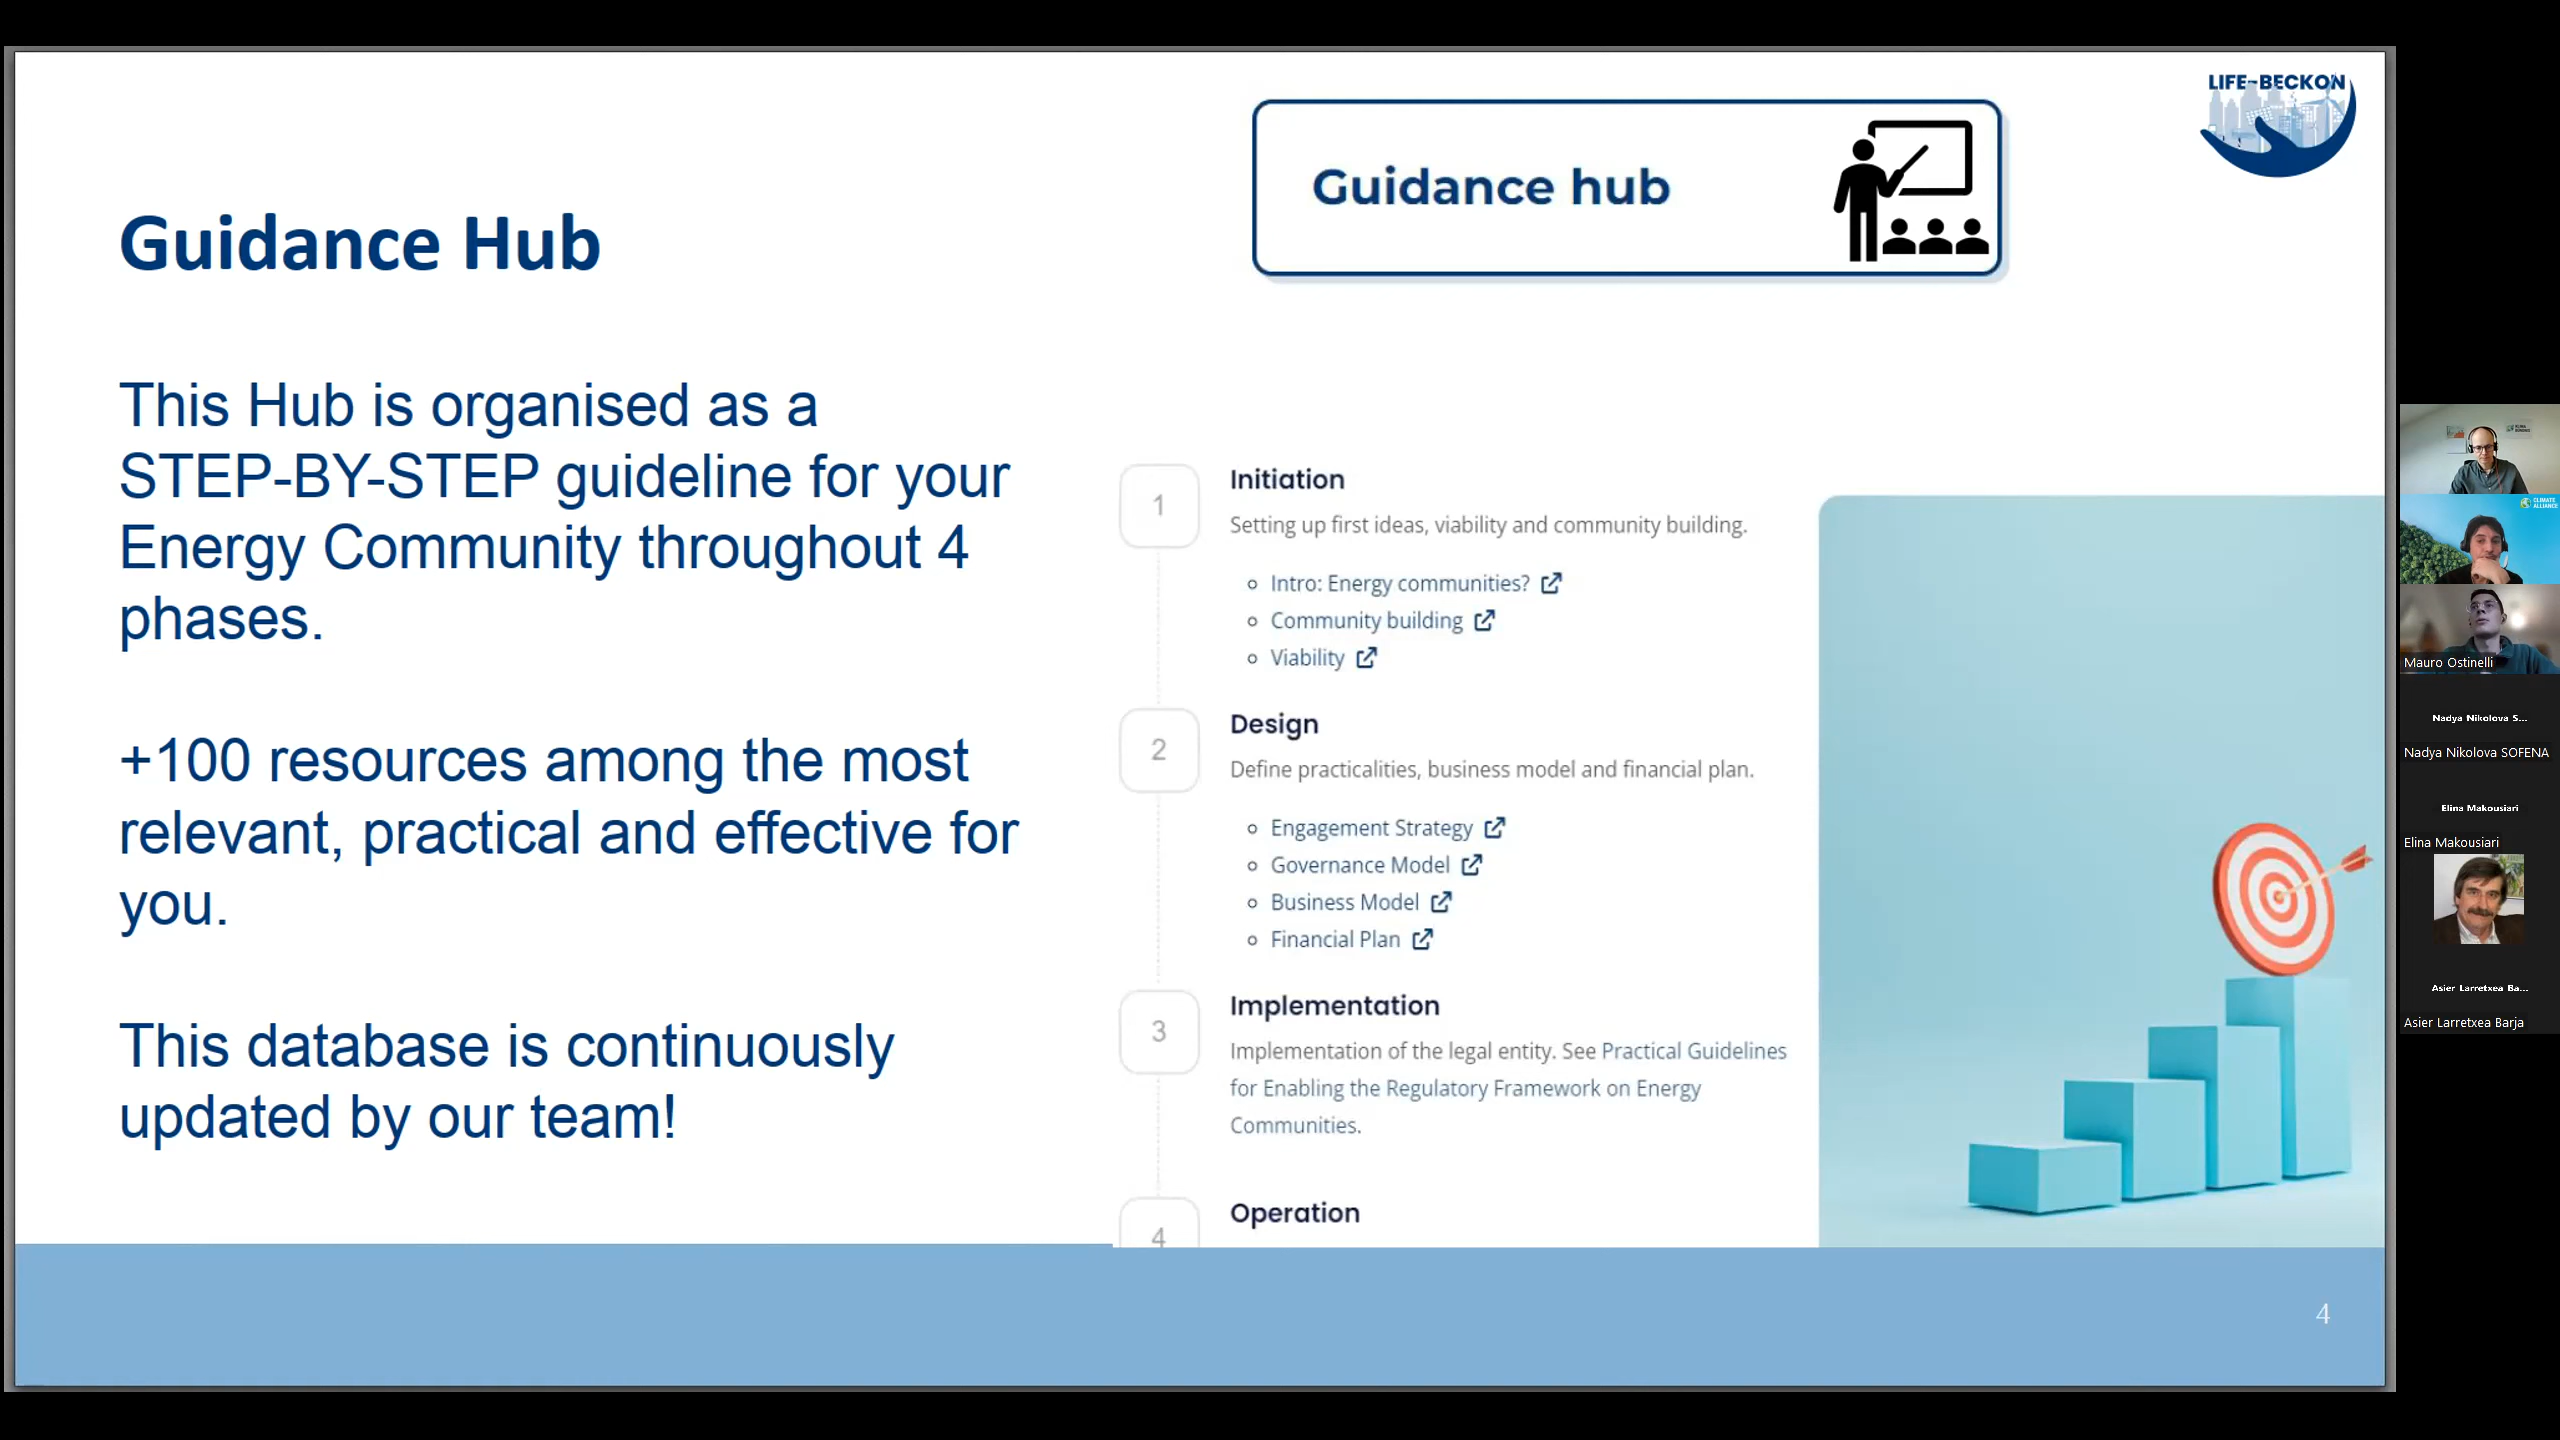 LIFE-BECKON
Guidance hub
Guidance Hub
This Hub is organised as a
STEP-BY-STEP guideline for your
Energy Community throughout 4
phases.
+100 resources among the most
relevant, practical and effective for
you.
This database is continuously
updated by our team!
1
Initiation
Setting up first ideas, viability and community building.
Intro: Energy communities?
Community building
Viability
2
Design
Define practicalities, business model and financial plan.
Engagement Strategy
Governance Model
Business Model
Financial Plan
3
Implementation
Implementation of the legal entity. See Practical Guidelines
for Enabling the Regulatory Framework on Energy
Communities.
4
Operation
4
CLIMATE
ALLIANCE
Mauro Ostinelli
Nadya Nikolova S...
Nadya Nikolova SOFENA
Elina Makousiari
Elina Makousiari
Asier Larretxea Ba...
Asier Larretxea Barja